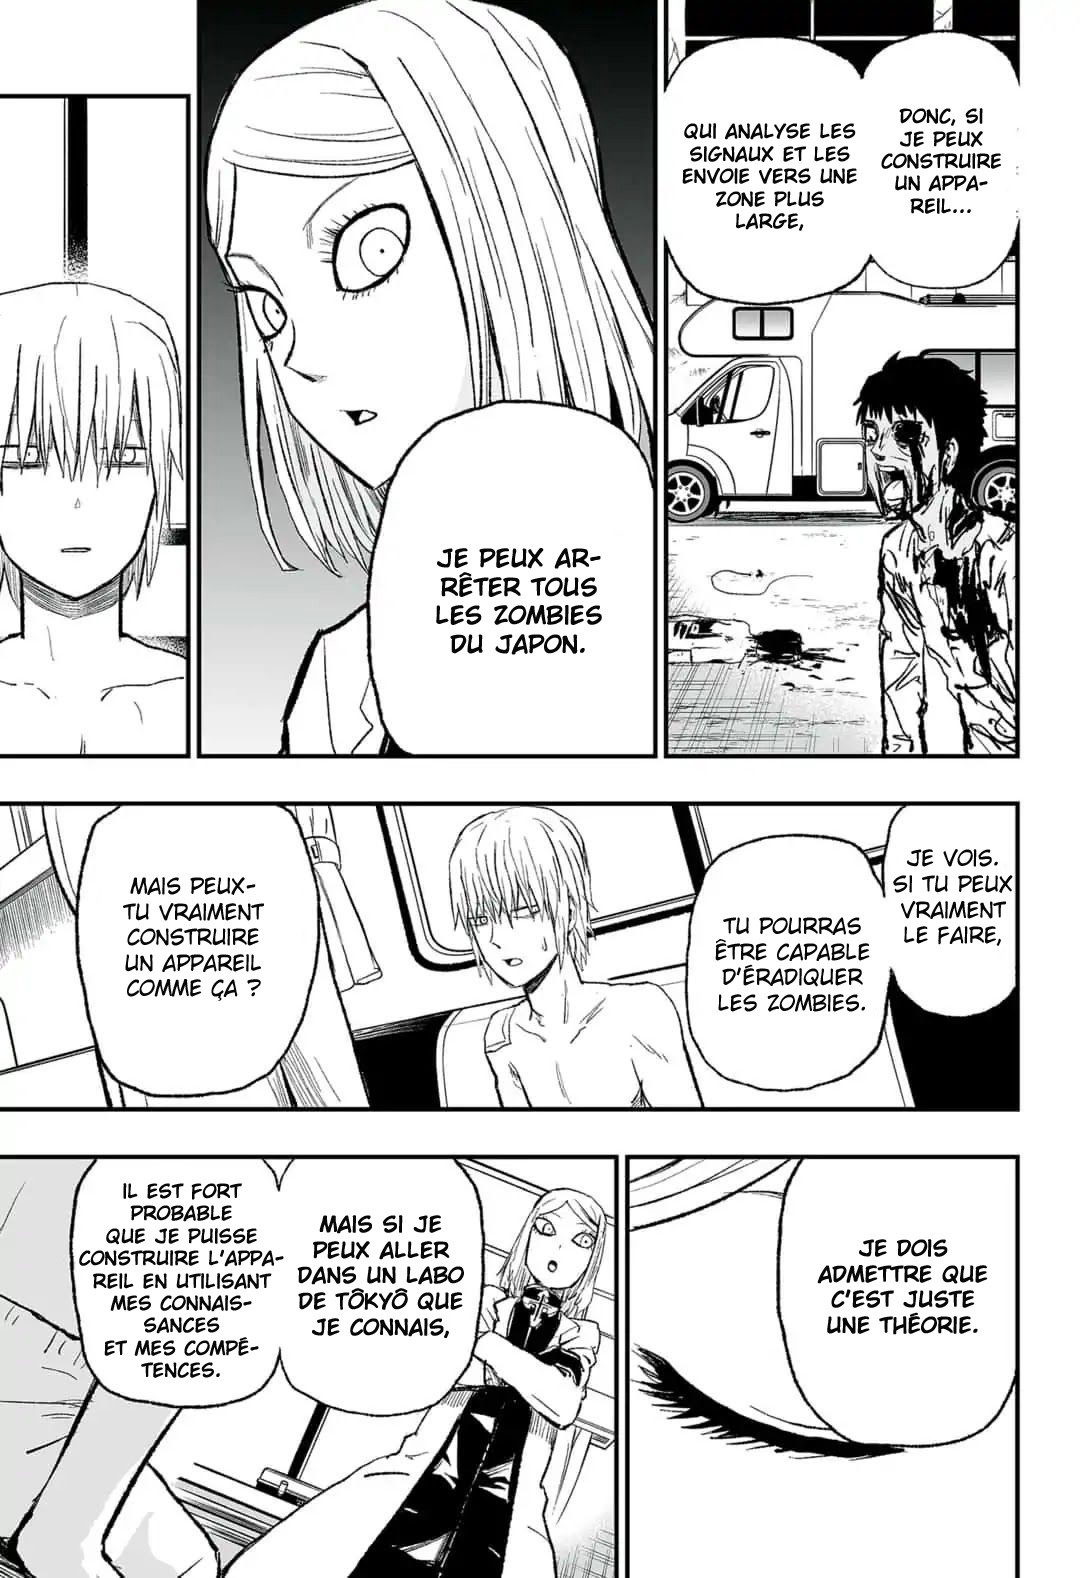 DONC, SI
JE PEUX
CONSTRUIRE
UN APPA-
REIL...
QUI ANALYSE LES
SIGNAUX ET LES
ENVOIE VERS UNE
ZONE PLUS
LARGE,
JE PEUX AR-
RÊTER TOUS
LES ZOMBIES
DU JAPON.
JE VOIS.
SI TU PEUX
VRAIMENT
LE FAIRE,
TU POURRAS
ÊTRE CAPABLE
D'ÉRADIQUER
LES ZOMBIES.
MAIS PEUX-
TU VRAIMENT
CONSTRUIRE
UN APPAREIL
COMME ÇA ?
JE DOIS
ADMETTRE QUE
C'EST JUSTE
UNE THÉORIE.
MAIS SI JE
PEUX ALLER
DANS UN LABO
DE TÔKYÔ QUE
JE CONNAIS,
IL EST FORT
PROBABLE
QUE JE PUISSE
CONSTRUIRE L'APPA-
REIL EN UTILISANT
MES CONNAIS-
SANCES
ET MES COMPÉ-
TENCES.